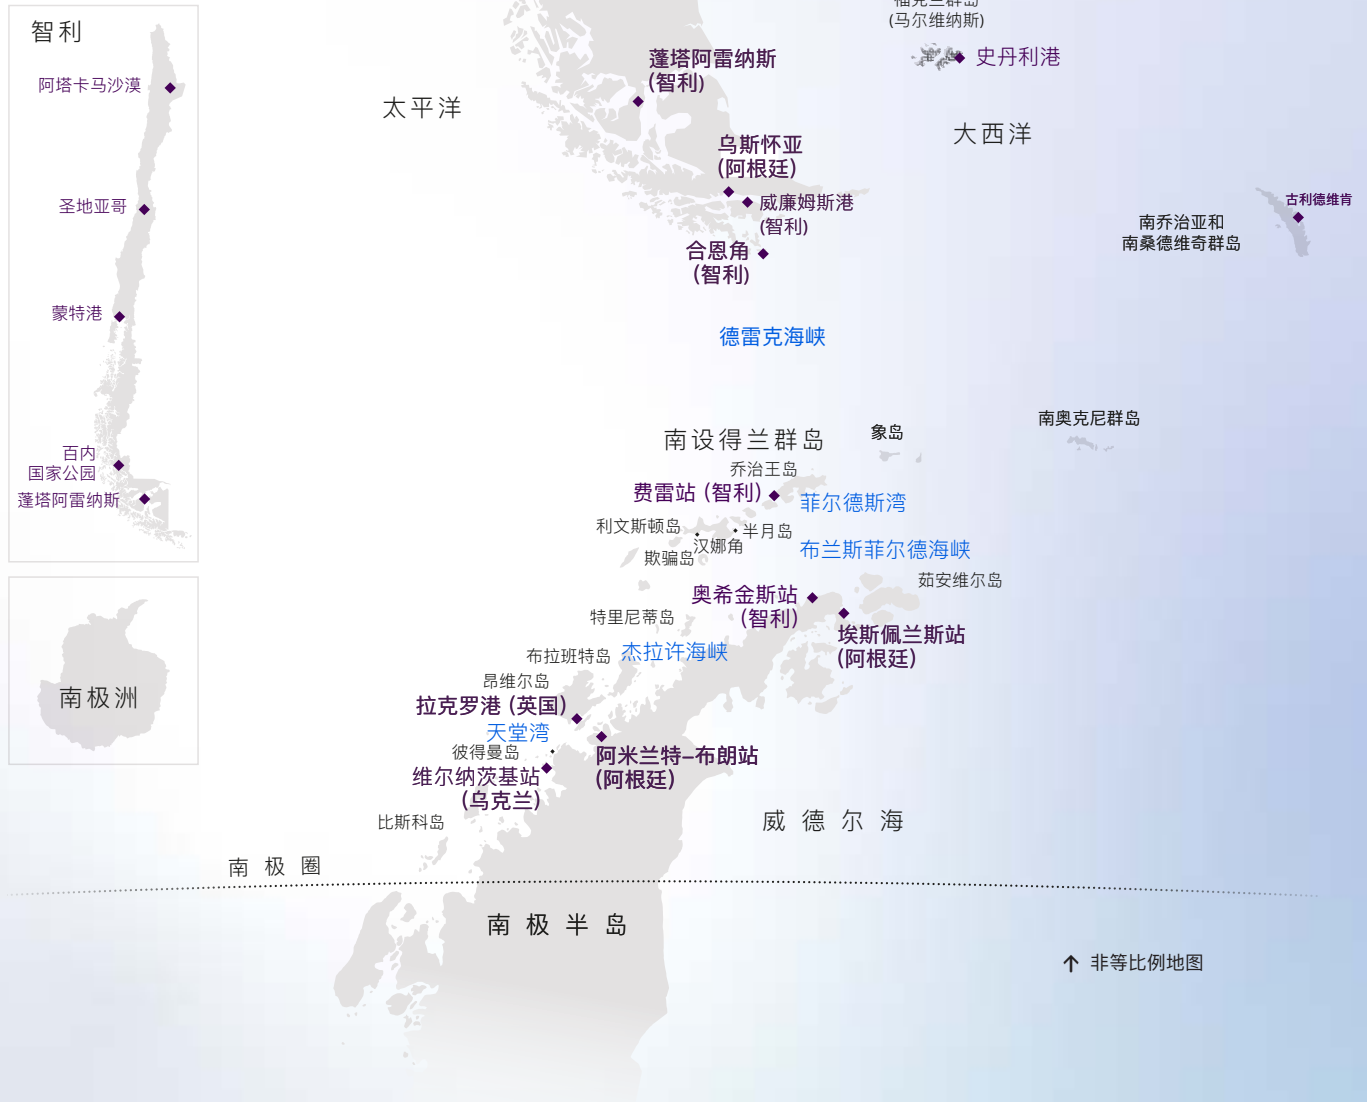 智利
阿塔卡马沙漠
圣地亚哥
蒙特港
百内
国家公园
蓬塔阿雷纳斯
南极洲
福克兰群岛
(马尔维纳斯)
史丹利港
蓬塔阿雷纳斯
(智利)
太平洋
大西洋
乌斯怀亚
(阿根廷)
威廉姆斯港
(智利)
合恩角
(智利)
古利德维肯
南乔治亚和
南桑德维奇群岛
德雷克海峡
南设得兰群岛
象岛
南奥克尼群岛
乔治王岛
费雷站 (智利)
菲尔德斯湾
利文斯顿岛
半月岛
汉娜角
欺骗岛
布兰斯菲尔德海峡
茹安维尔岛
奥希金斯站
(智利)
特里尼蒂岛
埃斯佩兰斯站
(阿根廷)
布拉班特岛
杰拉许海峡
昂维尔岛
拉克罗港 (英国)
天堂湾
彼得曼岛
阿米兰特–布朗站
(阿根廷)
维尔纳茨基站
(乌克兰)
比斯科岛
威德尔海
南极圈
南极半岛
↑ 非等比例地图